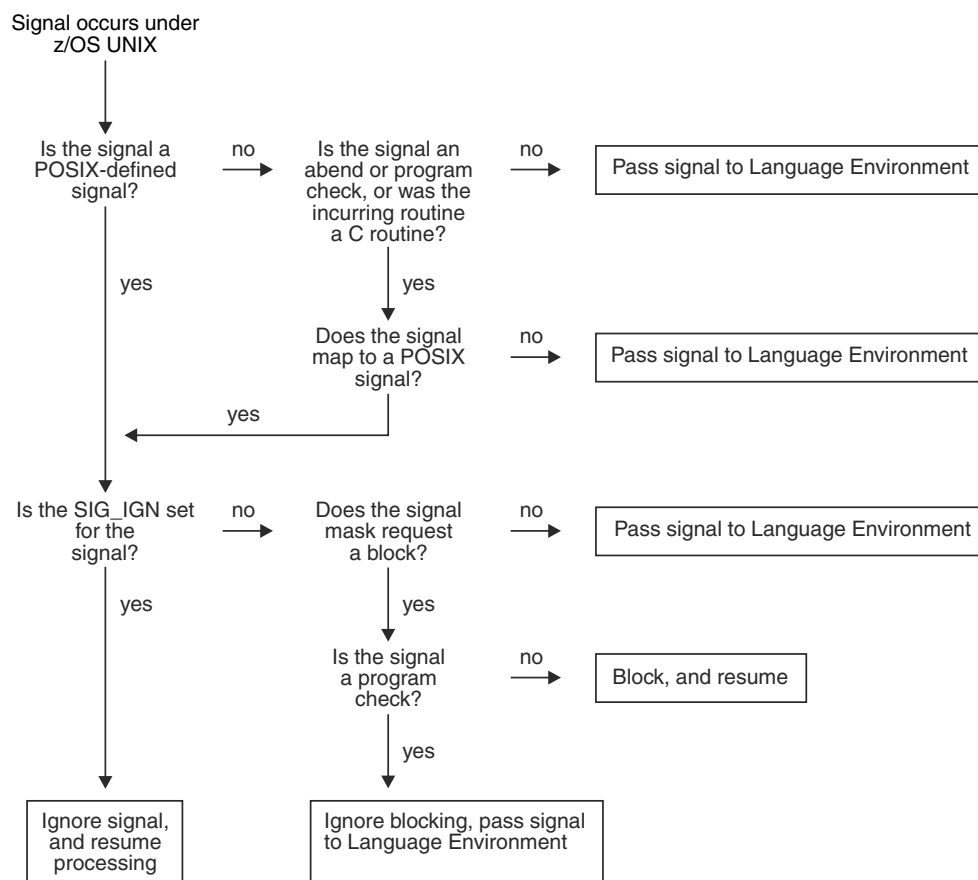 Signal occurs under
z/OS UNIX
Is the signal a
POSIX-defined
signal?
no
Is the signal an
abend or program
check, or was the
incurring routine
a C routine?
no
Pass signal to Language Environment
yes
yes
Does the signal
map to a POSIX
signal?
no
Pass signal to Language Environment
yes
Is the SIG_IGN set
for the
signal?
no
Does the signal
mask request
a block?
no
Pass signal to Language Environment
yes
yes
Is the signal
a program
check?
no
Block, and resume
yes
Ignore signal,
and resume
processing
Ignore blocking, pass signal
to Language Environment